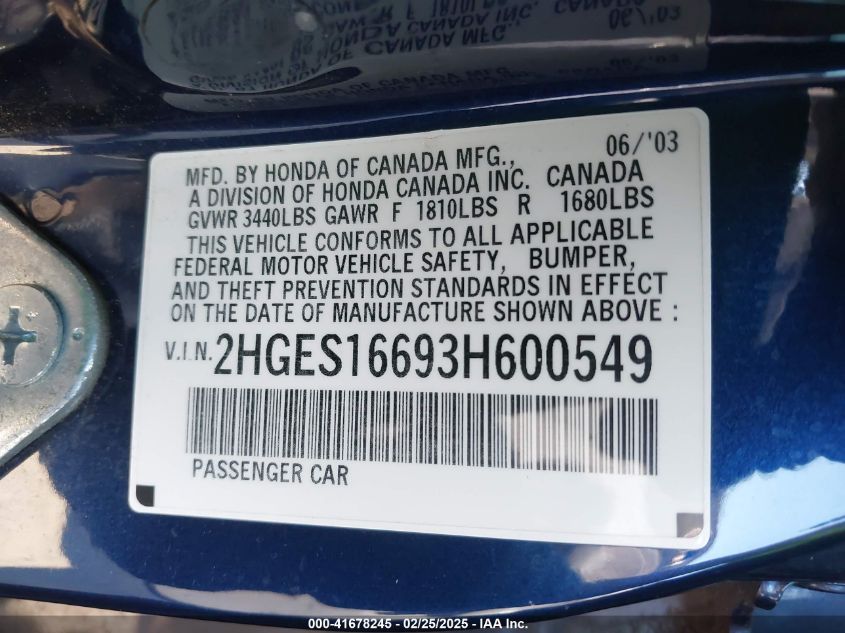 MFD. BY HONDA OF CANADA MFG., 06/'03
A DIVISION OF HONDA CANADA INC. CANADA
GVWR 3440LBS GAWR F 1810LBS R 1680LBS
THIS VEHICLE CONFORMS TO ALL APPLICABLE
FEDERAL MOTOR VEHICLE SAFETY, BUMPER,
AND THEFT PREVENTION STANDARDS IN EFFECT
ON THE DATE OF MANUFACTURE SHOWN ABOVE :
V.I.N. 2HGES16693H600549
PASSENGER CAR
000-41678245 - 02/25/2025 - IAA Inc.